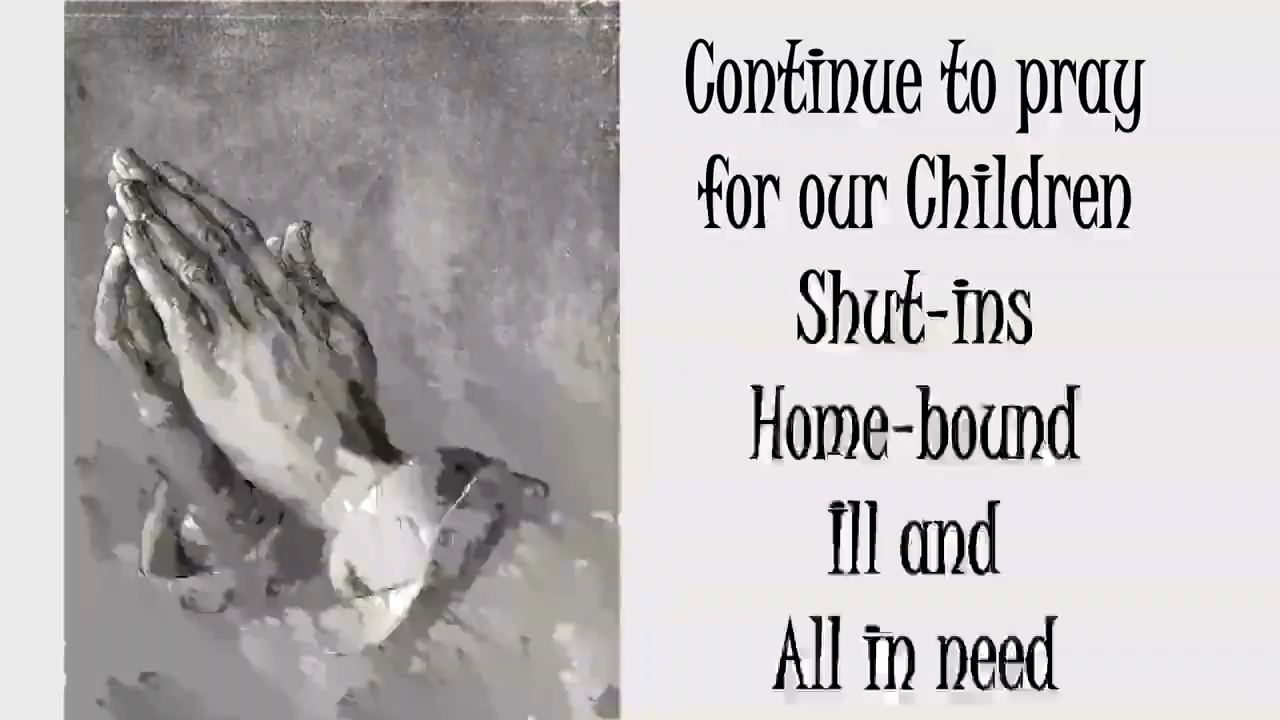 Continue to pray
for our Children
Shut-ins
Home-bound
Ill and
All in need